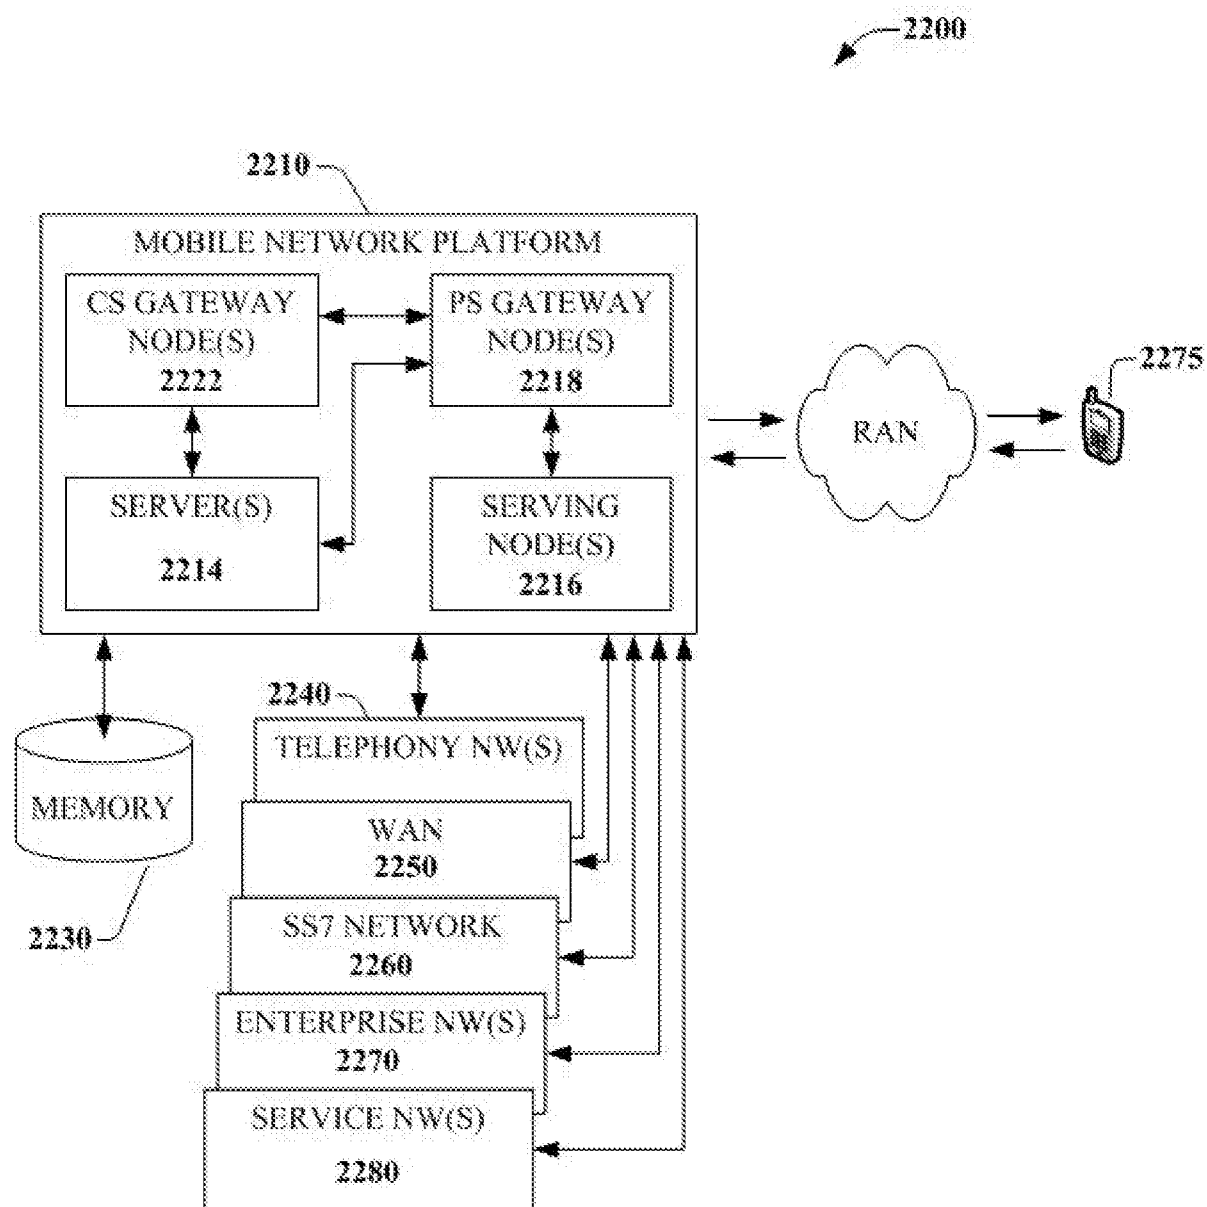 2200
2210
MOBILE NETWORK PLATFORM
CS GATEWAY
NODE(S)
2222
PS GATEWAY
NODE(S)
2218
SERVER(S)
2214
SERVING
NODE(S)
2216
RAN
2275
2240
TELEPHONY NW(S)
MEMORY
2230
WAN
2250
SS7 NETWORK
2260
ENTERPRISE NW(S)
2270
SERVICE NW(S)
2280